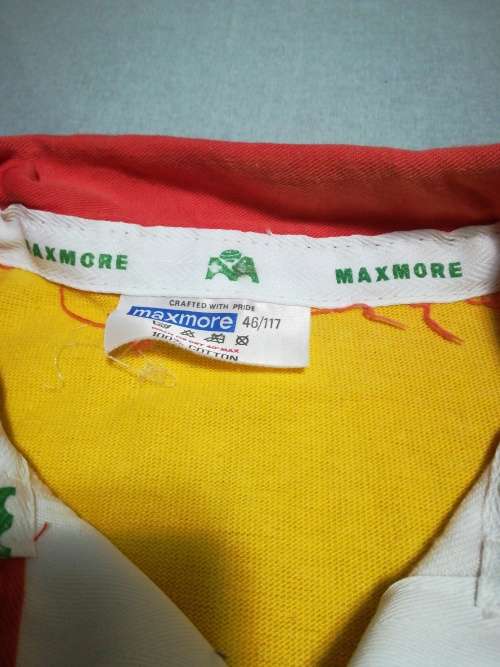 MAXMORE MAXMORE
CRAFTED WITH PRIDE
maxmore 46/117
100% COTTON